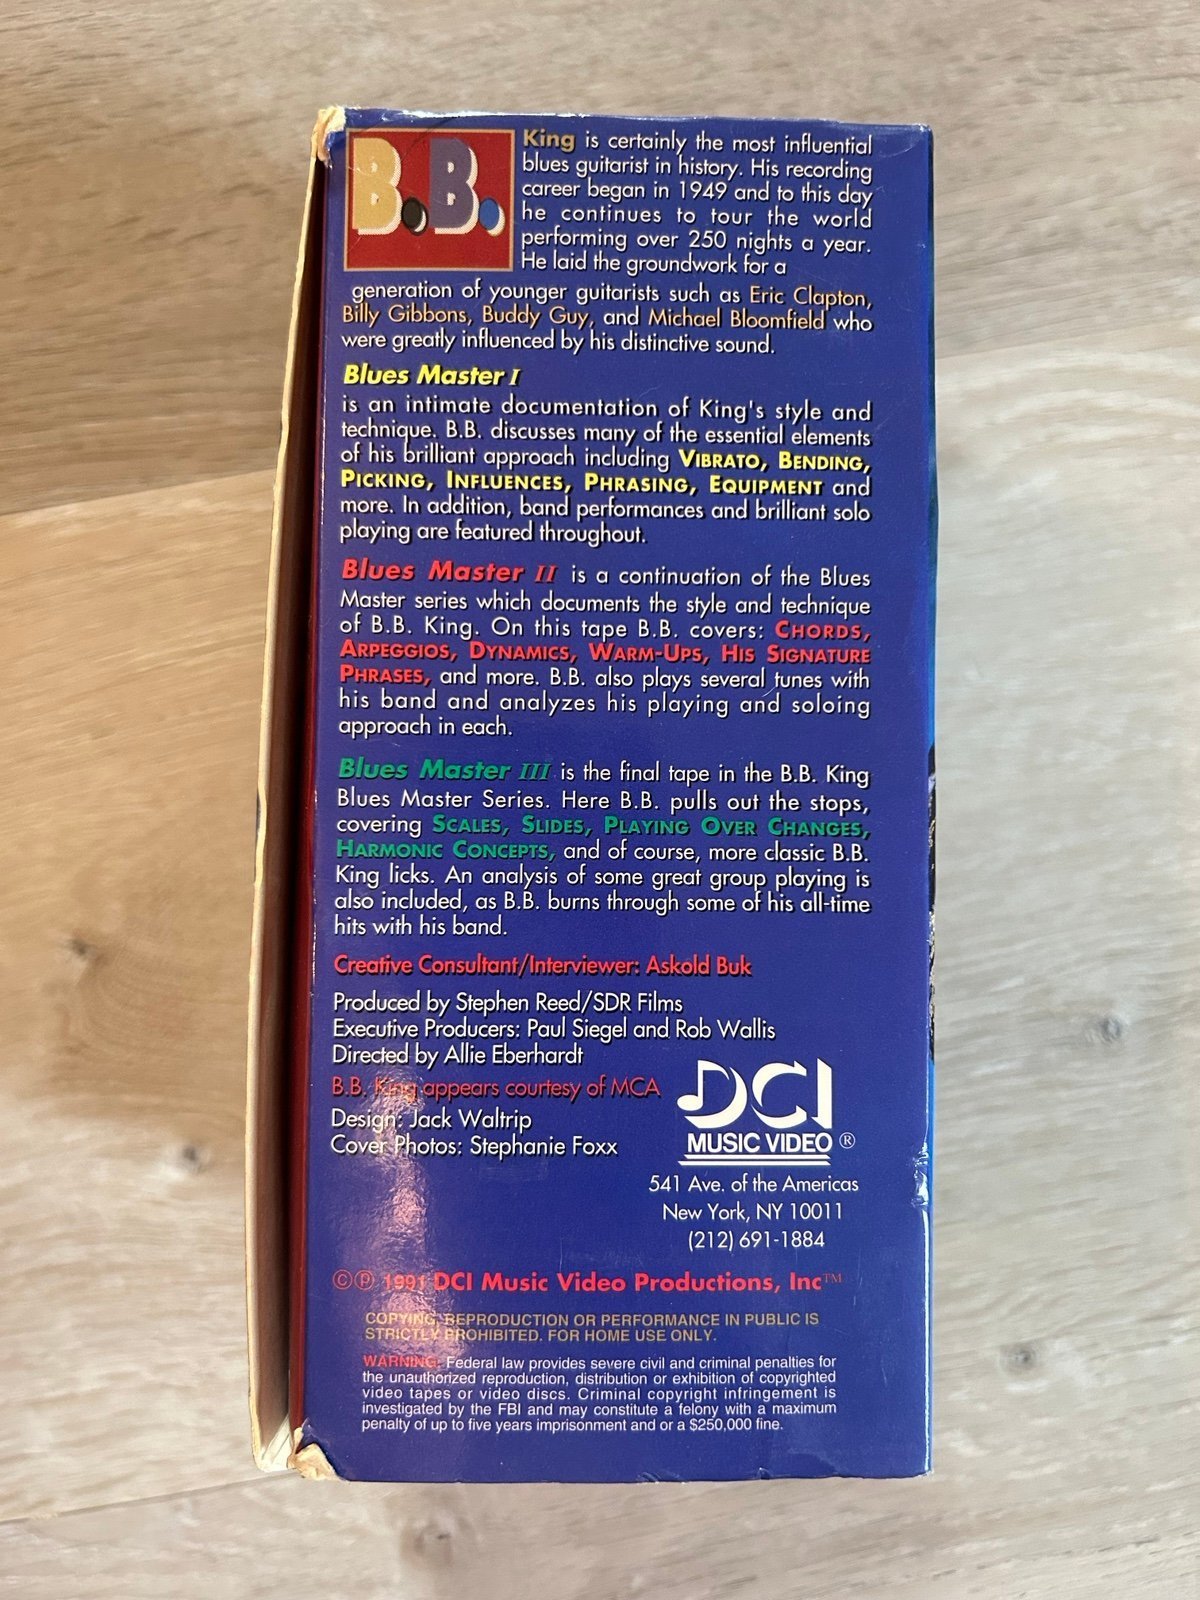 B.B. King is certainly the most influential
blues guitarist in history. His recording
career began in 1949 and to this day
he continues to tour the world
performing over 250 nights a year.
He laid the groundwork for a
generation of younger guitarists such as Eric Clapton,
Billy Gibbons, Buddy Guy, and Michael Bloomfield who
were greatly influenced by his distinctive sound.
Blues Master I
is an intimate documentation of King's style and
technique. B.B. discusses many of the essential elements
of his brilliant approach including VIBRATO, BENDING,
PICKING, INFLUENCES, PHRASING, EQUIPMENT and
more. In addition, band performances and brilliant solo
playing are featured throughout.
Blues Master II is a continuation of the Blues
Master series which documents the style and technique
of B.B. King. On this tape B.B. covers: CHORDS,
ARPEGGIOS, DYNAMICS, WARM-UPS, HIS SIGNATURE
PHRASES, and more. B.B. also plays several tunes with
his band and analyzes his playing and soloing
approach in each.
Blues Master III is the final tape in the B.B. King
Blues Master Series. Here B.B. pulls out the stops,
covering SCALES, SLIDES, PLAYING OVER CHANGES,
HARMONIC CONCEPTS, and of course, more classic B.B.
King licks. An analysis of some great group playing is
also included, as B.B. burns through some of his all-time
hits with his band.
Creative Consultant/Interviewer: Askold Buk
Produced by Stephen Reed/SDR Films
Executive Producers: Paul Siegel and Rob Wallis
Directed by Allie Eberhardt
B.B. King appears courtesy of MCA
Design: Jack Waltrip
Cover Photos: Stephanie Foxx
DCI
MUSIC VIDEO ®
541 Ave. of the Americas
New York, NY 10011
(212) 691-1884
©℗ 1991 DCI Music Video Productions, Inc™
COPYING, REPRODUCTION OR PERFORMANCE IN PUBLIC IS
STRICTLY PROHIBITED. FOR HOME USE ONLY.
WARNING: Federal law provides severe civil and criminal penalties for
the unauthorized reproduction, distribution or exhibition of copyrighted
video tapes or video discs. Criminal copyright infringement is
investigated by the FBI and may constitute a felony with a maximum
penalty of up to five years imprisonment and or a $250,000 fine.